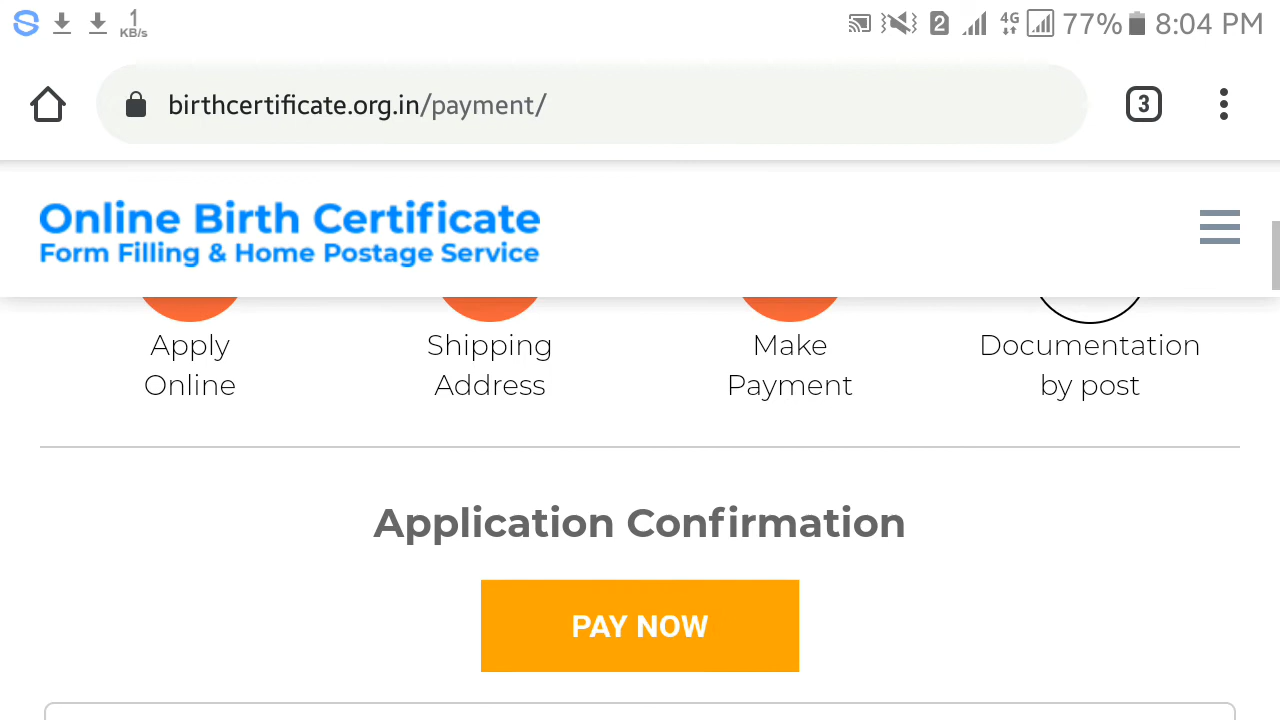 1
KB/s
2
4G
77%
8:04 PM
birthcertificate.org.in/payment/
3
Online Birth Certificate
Form Filling & Home Postage Service
Apply
Online
Shipping
Address
Make
Payment
Documentation
by post
Application Confirmation
PAY NOW